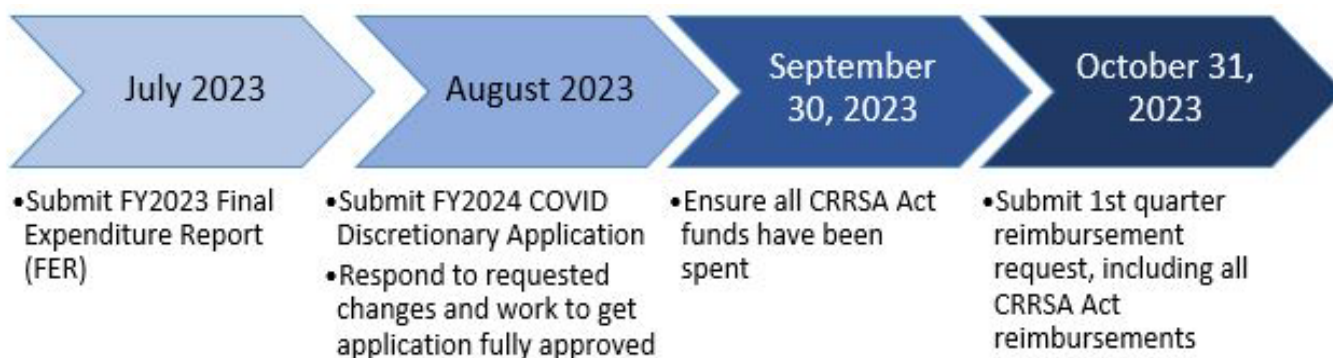 July 2023
August 2023
September
30, 2023
October 31,
2023
•Submit FY2023 Final
Expenditure Report
(FER)
•Submit FY2024 COVID
Discretionary Application
•Respond to requested
changes and work to get
application fully approved
•Ensure all CRRSA Act
funds have been
spent
•Submit 1st quarter
reimbursement
request, including all
CRRSA Act
reimbursements